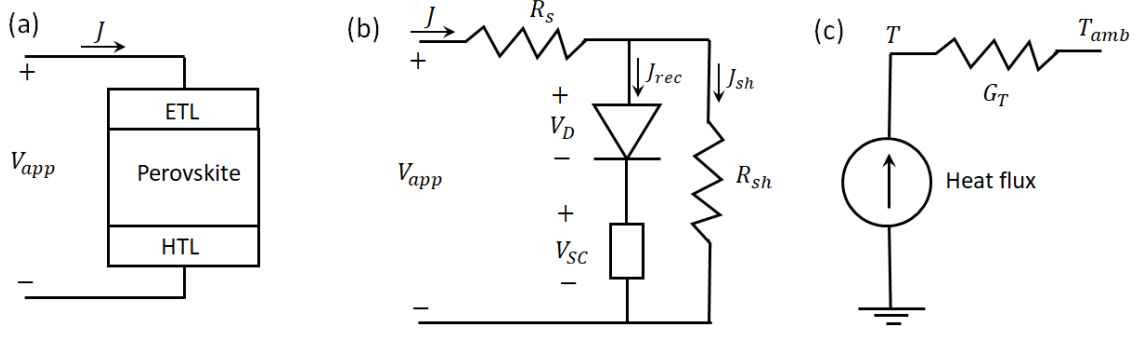 (a)
J
+
ETL
Perovskite
V_app
HTL
−
(b)
J
R_s
+
J_rec
J_sh
+
V_D
−
V_app
R_sh
+
V_SC
−
−
(c)
T
T_amb
G_T
Heat flux